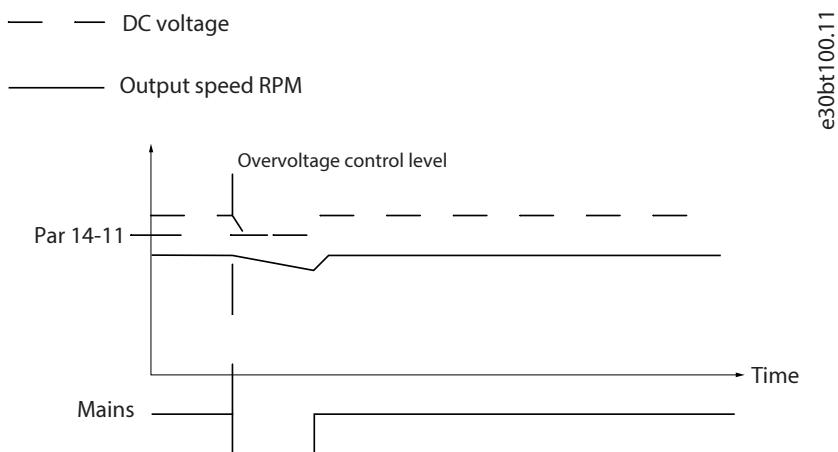 DC voltage
Output speed RPM
e30bt100.11
Overvoltage control level
Par 14-11
Time
Mains